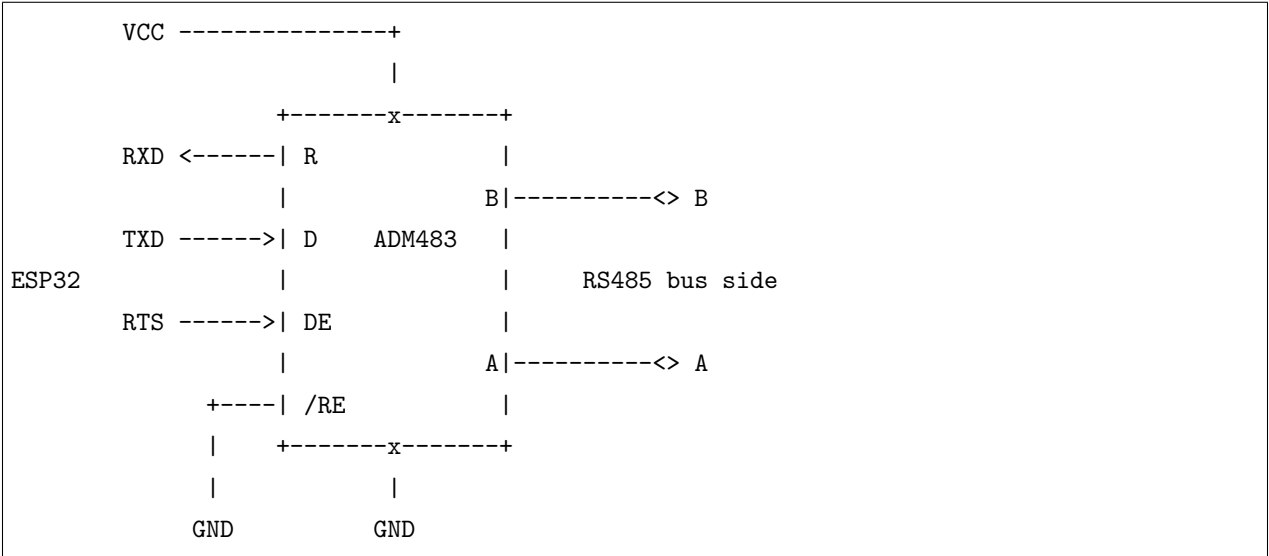 VCC ---------------+
|
+-------x-------+
RXD <------| R |
| B|----------<> B
TXD ------>| D ADM483 |
ESP32 | | RS485 bus side
RTS ------>| DE |
| A|----------<> A
+----| /RE |
| +-------x-------+
| |
GND GND